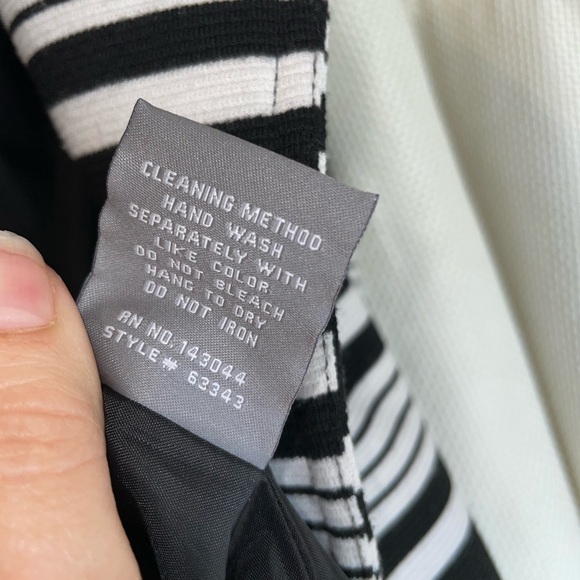 CLEANING METHOD
HAND WASH
SEPARATELY WITH
LIKE COLOR
DO NOT BLEACH
HANG TO DRY
DO NOT IRON
RN NO. 143044
STYLE# 63343